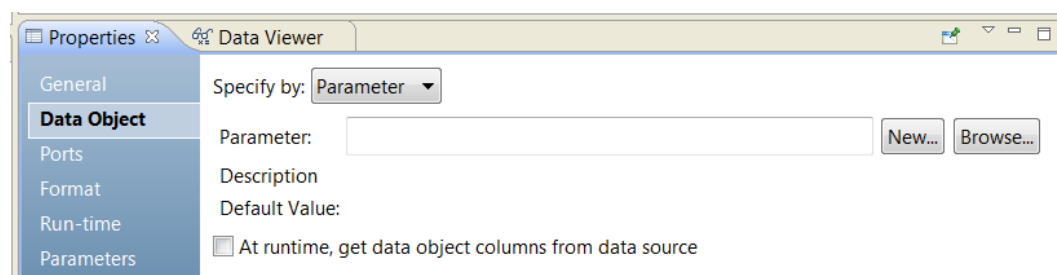 Properties Data Viewer
General
Data Object
Ports
Format
Run-time
Parameters
Specify by: Parameter
Parameter: New... Browse...
Description
Default Value:
At runtime, get data object columns from data source